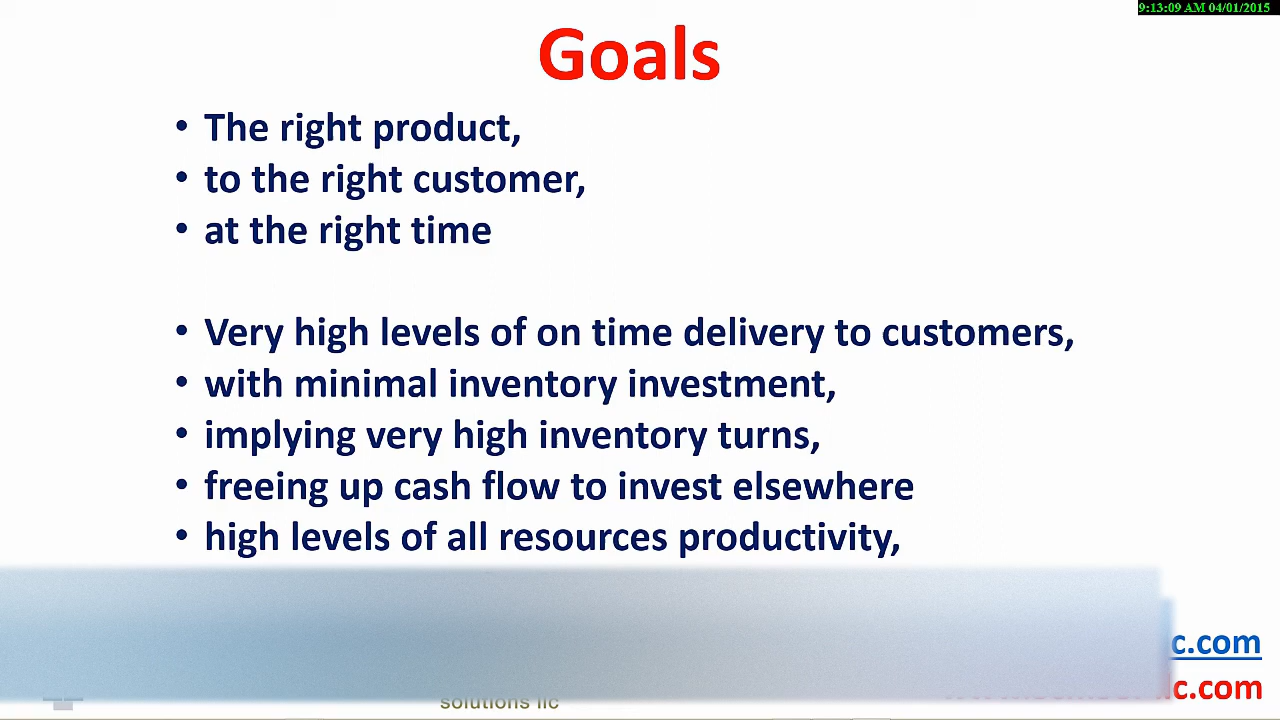 9:13:09 AM 04/01/2015
Goals
• The right product,
• to the right customer,
• at the right time
• Very high levels of on time delivery to customers,
• with minimal inventory investment,
• implying very high inventory turns,
• freeing up cash flow to invest elsewhere
• high levels of all resources productivity,
c.com
solutions llc
c.com